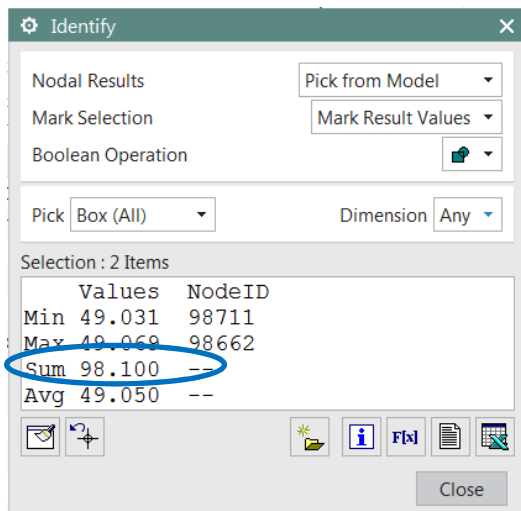 Identify
Nodal Results Pick from Model
Mark Selection Mark Result Values
Boolean Operation
Pick Box (All) Dimension Any
Selection : 2 Items
Values NodeID
Min 49.031 98711
Max 49.069 98662
Sum 98.100 --
Avg 49.050 --
F[x]
Close